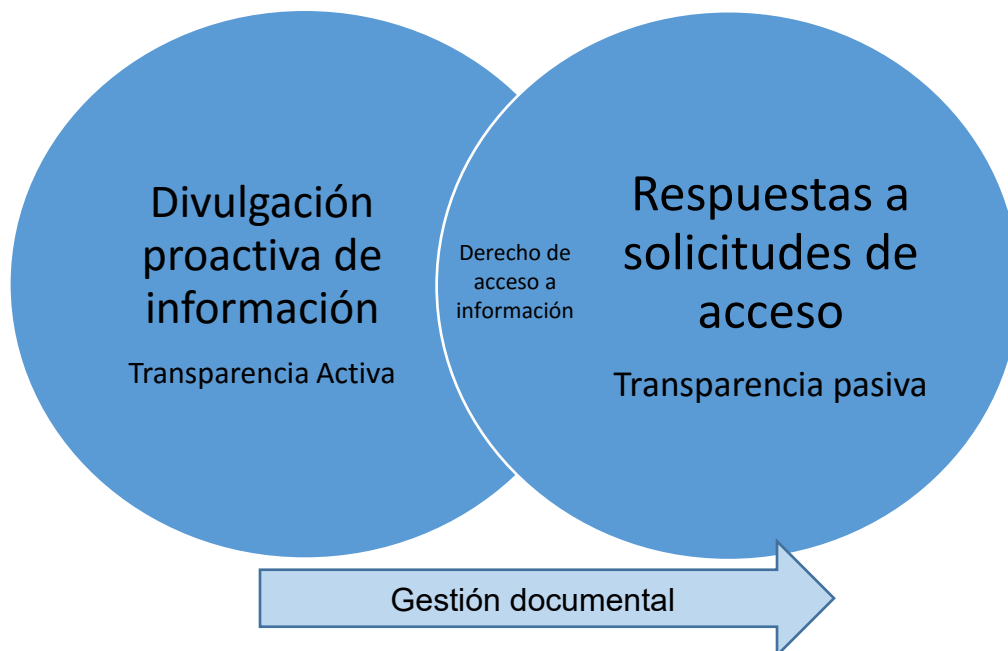 Divulgación
proactiva de
información
Transparencia Activa
Derecho de
acceso a
información
Respuestas a
solicitudes de
acceso
Transparencia pasiva
Gestión documental